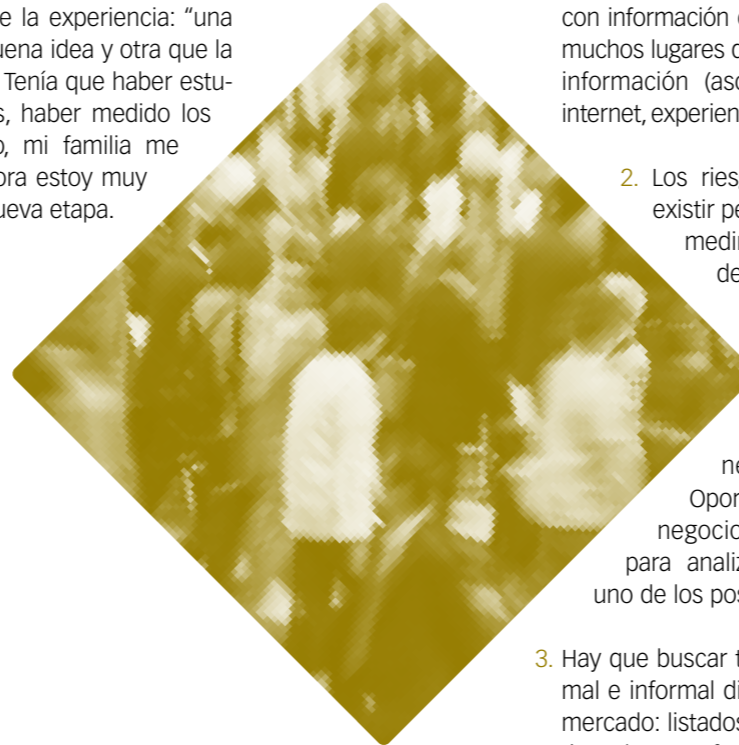 e la experiencia: “una
uena idea y otra que la
Tenía que haber estu-
s, haber medido los
o, mi familia me
ora estoy muy
ueva etapa.
con información
muchos lugares
información (aso
internet, experien
2. Los ries
existir pe
medir
de
ne
Opor
negocio
para analiz
uno de los pos
3. Hay que buscar t
mal e informal di
mercado: listados